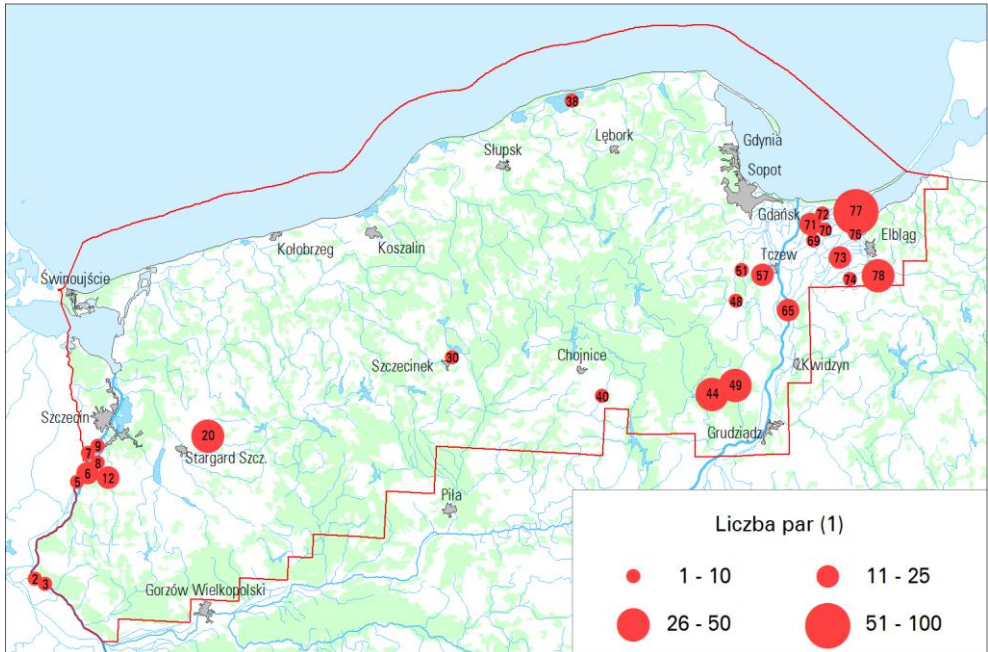 38
Lębork
Gdynia
Słupsk
Sopot
Gdańsk
72
77
71
70
76
69
Elbląg
Kołobrzeg
Koszalin
73
Tczew
51
57
74
78
Świnoujście
48
65
30
Szczecinek
Chojnice
Kwidzyn
40
44
49
Szczecin
20
Grudziądz
9
7
Stargard Szcz.
8
6
12
5
Piła
Liczba par (1)
2
3
1 - 10
11 - 25
Gorzów Wielkopolski
26 - 50
51 - 100